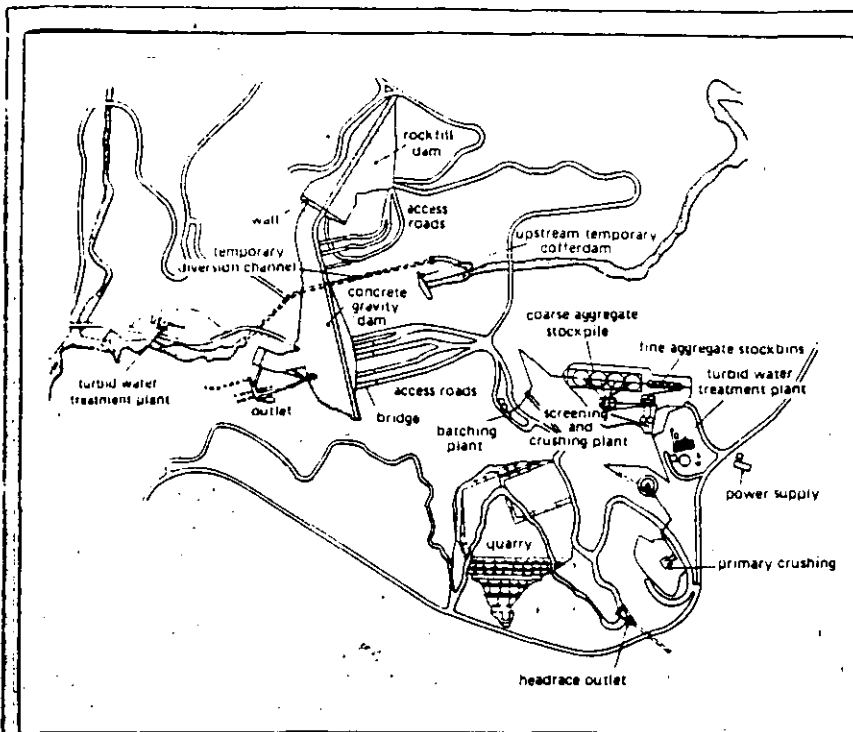 rockfill
dam
wall
access
roads
temporary
diversion channel
upstream temporary
cofferdam
concrete
gravity
dam
coarse aggregate
stockpile
fine aggregate stockbins
turbid water
treatment plant
turbid water
treatment plant
outlet
access roads
bridge
batching
plant
screening
and
crushing plant
power supply
quarry
primary crushing
headrace outlet